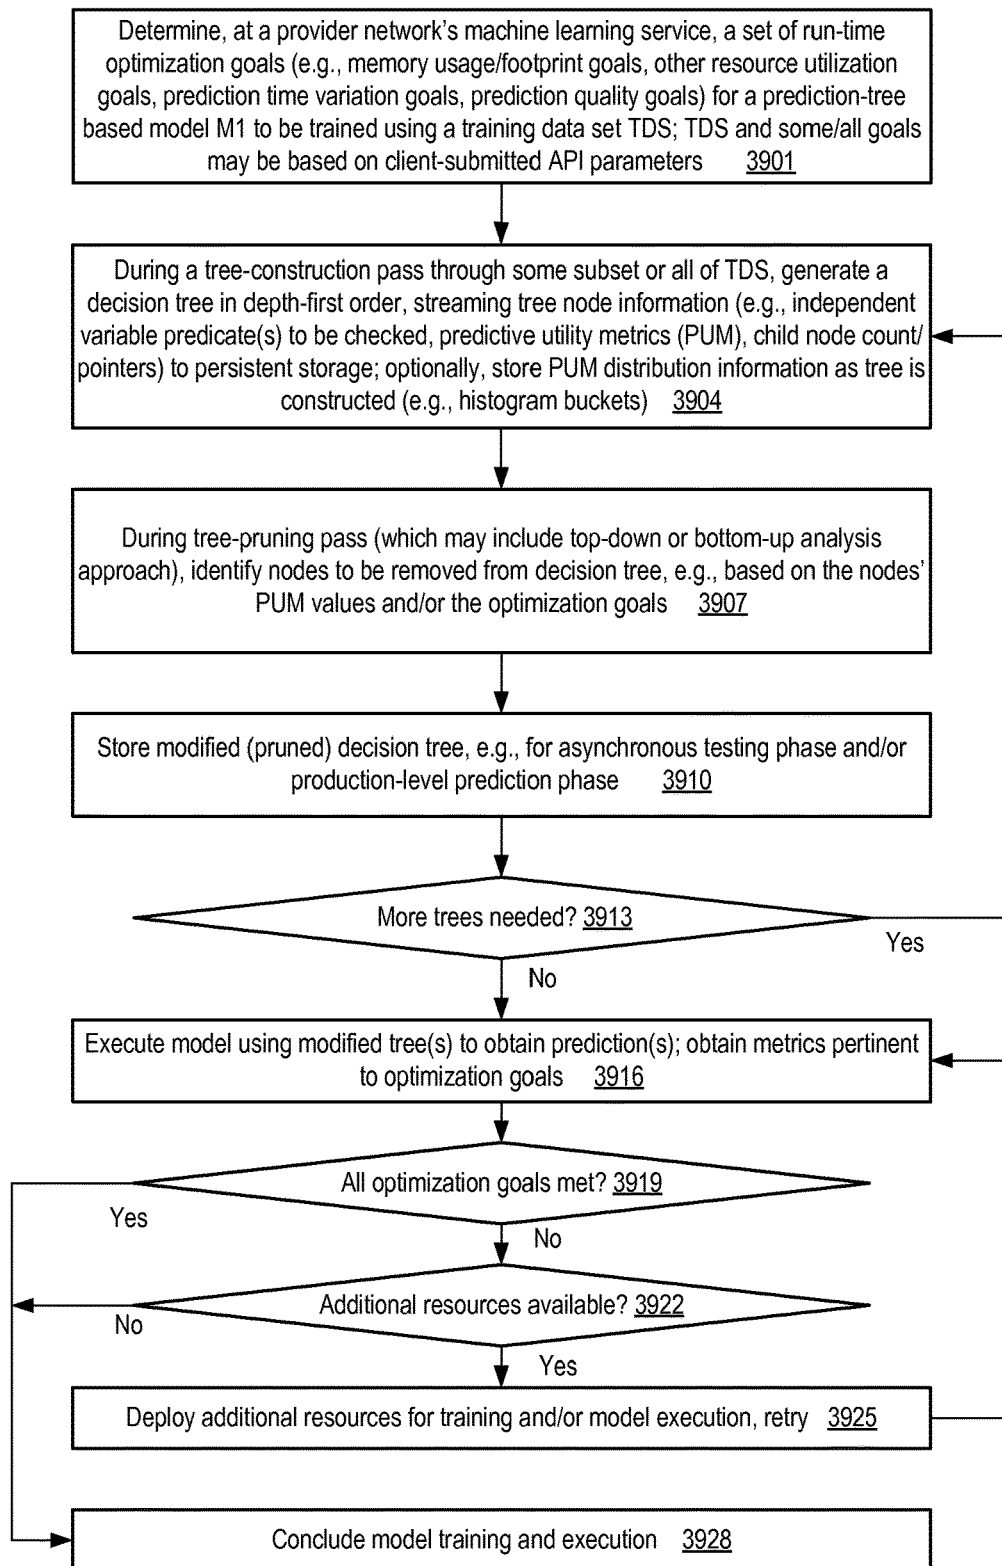 Determine, at a provider network's machine learning service, a set of run-time
optimization goals (e.g., memory usage/footprint goals, other resource utilization
goals, prediction time variation goals, prediction quality goals) for a prediction-tree
based model M1 to be trained using a training data set TDS; TDS and some/all goals
may be based on client-submitted API parameters 3901
During a tree-construction pass through some subset or all of TDS, generate a
decision tree in depth-first order, streaming tree node information (e.g., independent
variable predicate(s) to be checked, predictive utility metrics (PUM), child node count/
pointers) to persistent storage; optionally, store PUM distribution information as tree is
constructed (e.g., histogram buckets) 3904
During tree-pruning pass (which may include top-down or bottom-up analysis
approach), identify nodes to be removed from decision tree, e.g., based on the nodes'
PUM values and/or the optimization goals 3907
Store modified (pruned) decision tree, e.g., for asynchronous testing phase and/or
production-level prediction phase 3910
More trees needed? 3913
Yes
No
Execute model using modified tree(s) to obtain prediction(s); obtain metrics pertinent
to optimization goals 3916
All optimization goals met? 3919
Yes
No
Additional resources available? 3922
No
Yes
Deploy additional resources for training and/or model execution, retry 3925
Conclude model training and execution 3928